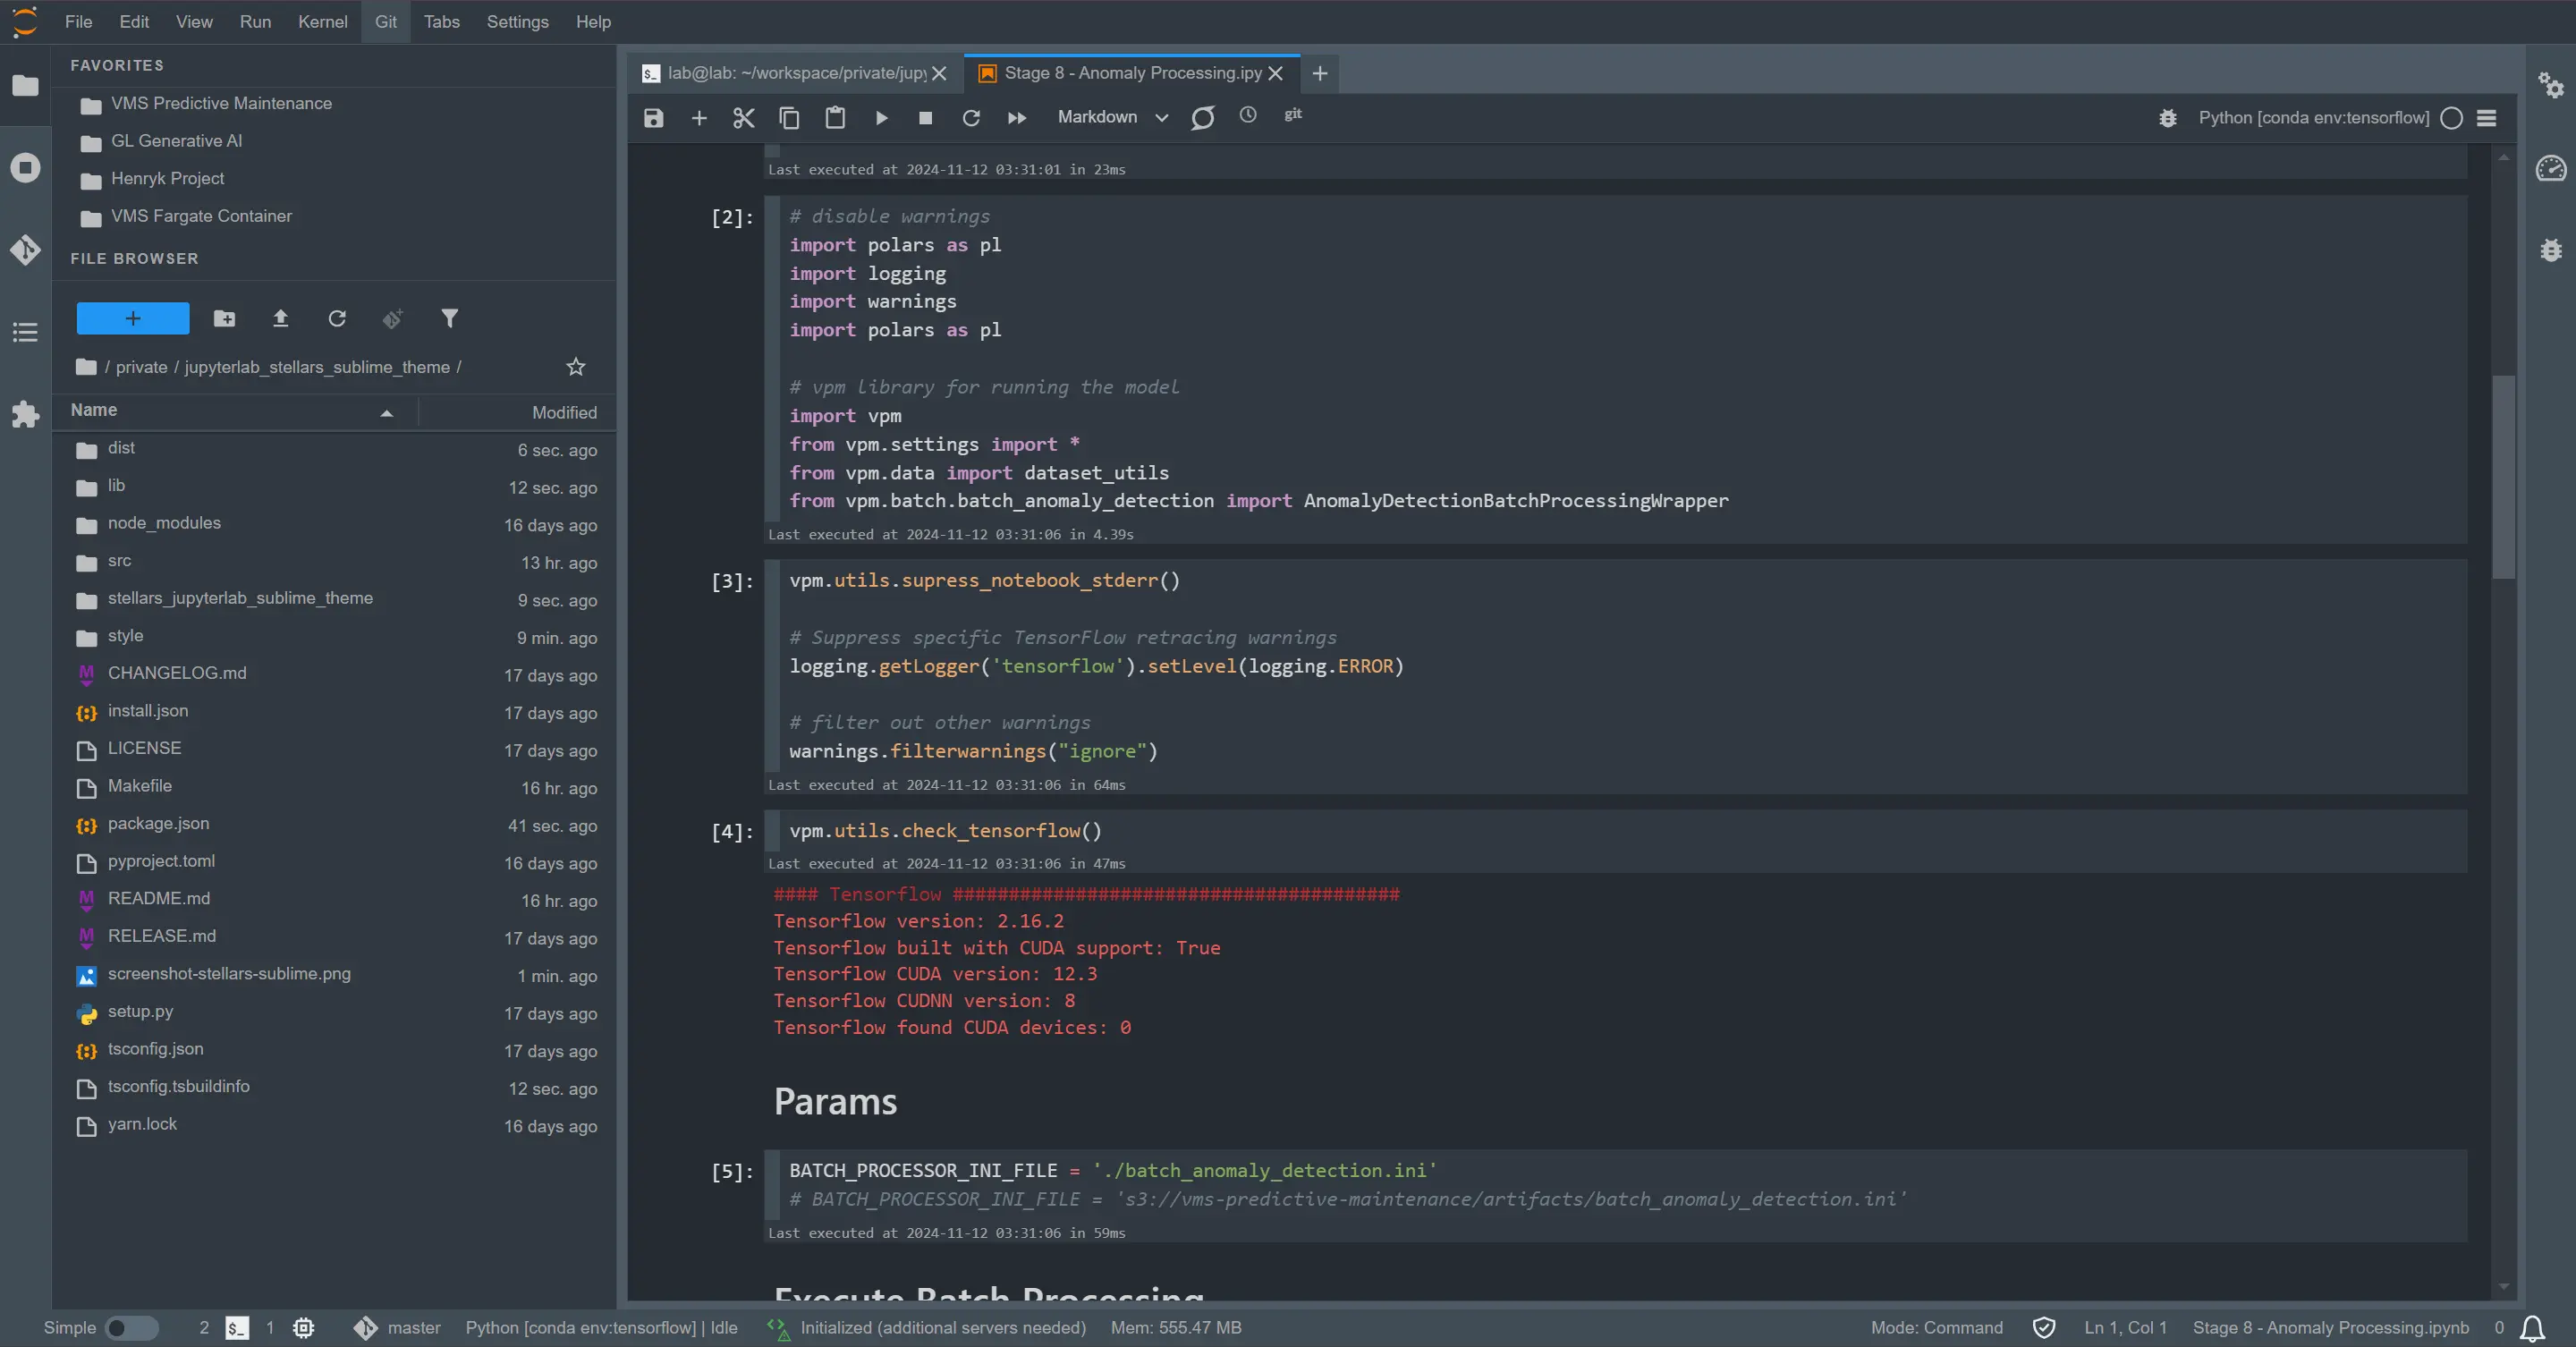 File Edit View Run Kernel Git Tabs Settings Help
FAVORITES
VMS Predictive Maintenance
GL Generative AI
Henryk Project
VMS Fargate Container
FILE BROWSER
/ private / jupyterlab_stellars_sublime_theme /
Name Modified
dist 6 sec. ago
lib 12 sec. ago
node_modules 16 days ago
src 13 hr. ago
stellars_jupyterlab_sublime_theme 9 sec. ago
style 9 min. ago
CHANGELOG.md 17 days ago
install.json 17 days ago
LICENSE 17 days ago
Makefile 16 hr. ago
package.json 41 sec. ago
pyproject.toml 16 days ago
README.md 16 hr. ago
RELEASE.md 17 days ago
screenshot-stellars-sublime.png 1 min. ago
setup.py 17 days ago
tsconfig.json 17 days ago
tsconfig.tsbuildinfo 12 sec. ago
yarn.lock 16 days ago
lab@lab: ~/workspace/private/jupy Stage 8 - Anomaly Processing.ipy
Markdown git Python [conda env:tensorflow]
Last executed at 2024-11-12 03:31:01 in 23ms
[2]: # disable warnings
import polars as pl
import logging
import warnings
import polars as pl
# vpm library for running the model
import vpm
from vpm.settings import *
from vpm.data import dataset_utils
from vpm.batch.batch_anomaly_detection import AnomalyDetectionBatchProcessingWrapper
Last executed at 2024-11-12 03:31:06 in 4.39s
[3]: vpm.utils.supress_notebook_stderr()
# Suppress specific TensorFlow retracing warnings
logging.getLogger('tensorflow').setLevel(logging.ERROR)
# filter out other warnings
warnings.filterwarnings("ignore")
Last executed at 2024-11-12 03:31:06 in 64ms
[4]: vpm.utils.check_tensorflow()
Last executed at 2024-11-12 03:31:06 in 47ms
#### Tensorflow ########################################
Tensorflow version: 2.16.2
Tensorflow built with CUDA support: True
Tensorflow CUDA version: 12.3
Tensorflow CUDNN version: 8
Tensorflow found CUDA devices: 0
Params
[5]: BATCH_PROCESSOR_INI_FILE = './batch_anomaly_detection.ini'
# BATCH_PROCESSOR_INI_FILE = 's3://vms-predictive-maintenance/artifacts/batch_anomaly_detection.ini'
Last executed at 2024-11-12 03:31:06 in 59ms
Execute Batch Processing
Simple 2 $_ 1 master Python [conda env:tensorflow] | Idle Initialized (additional servers needed) Mem: 555.47 MB Mode: Command Ln 1, Col 1 Stage 8 - Anomaly Processing.ipynb 0